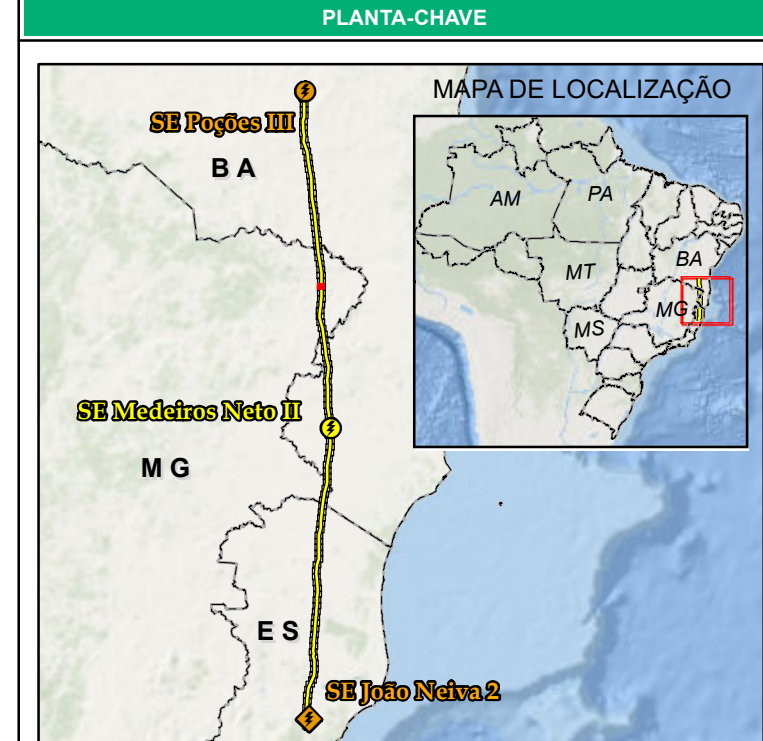 PLANTA-CHAVE
MAPA DE LOCALIZAÇÃO
SE Poções III
B A
AM
PA
BA
MT
MG
MS
SE Medeiros Neto II
M G
E S
SE João Neiva 2